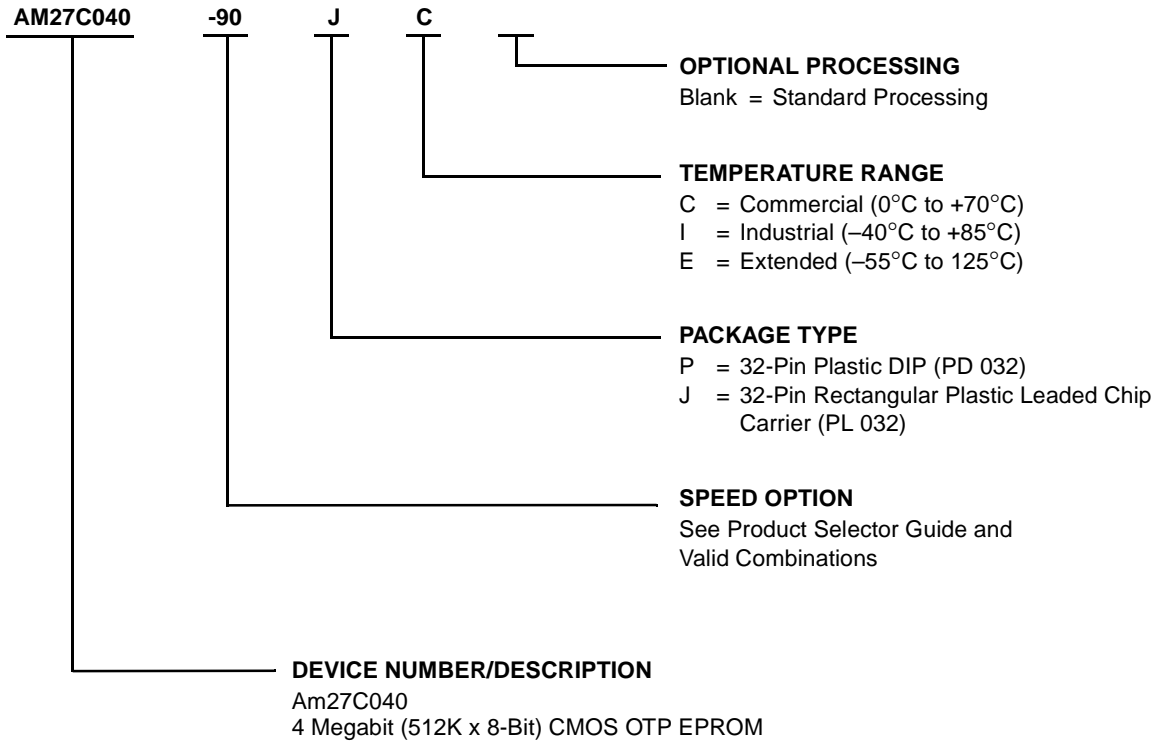 AM27C040 -90 J C
OPTIONAL PROCESSING
Blank = Standard Processing
TEMPERATURE RANGE
C = Commercial (0°C to +70°C)
I = Industrial (–40°C to +85°C)
E = Extended (–55°C to 125°C)
PACKAGE TYPE
P = 32-Pin Plastic DIP (PD 032)
J = 32-Pin Rectangular Plastic Leaded Chip
Carrier (PL 032)
SPEED OPTION
See Product Selector Guide and
Valid Combinations
DEVICE NUMBER/DESCRIPTION
Am27C040
4 Megabit (512K x 8-Bit) CMOS OTP EPROM